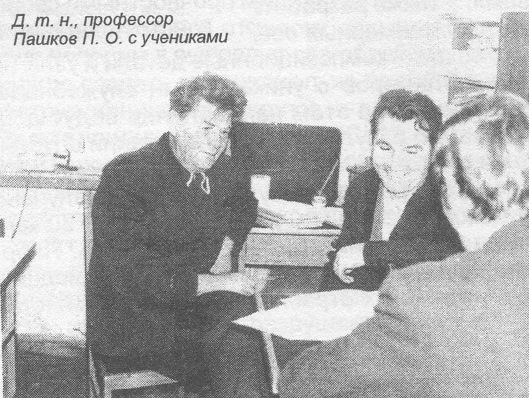 Д. т. н., профессор
Пашков П. О. с учениками